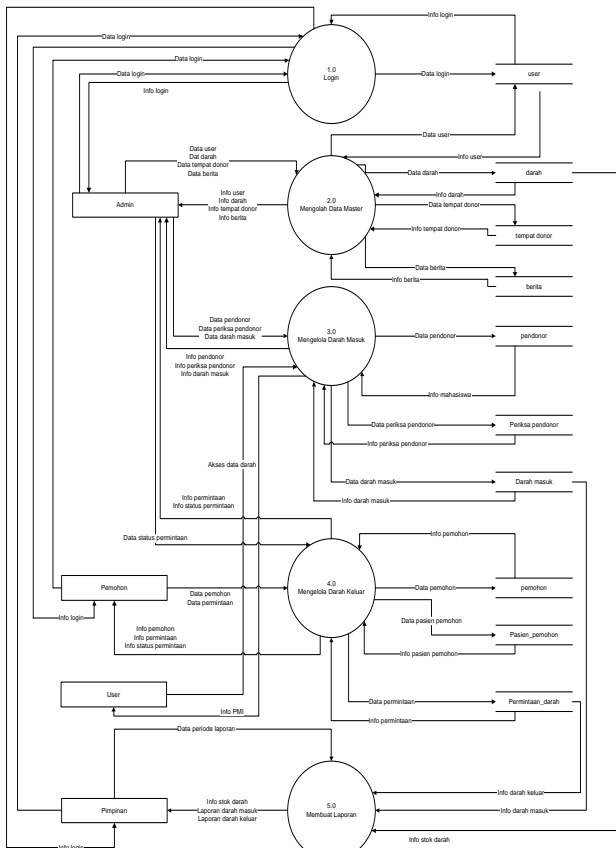 Info login
Data login
Data login
Data login
Info login
1.0
Login
Data login
user
Data user
Info user
Data user
Dat darah
Data tempat donor
Data berita
Data darah
darah
Info darah
Admin
Info user
Info darah
Info tempat donor
Info berita
2.0
Mengolah Data Master
Data tempat donor
Info tempat donor
tempat donor
Data berita
Info berita
berita
Data pendonor
Data periksa pendonor
Data darah masuk
3.0
Mengelola Darah Masuk
Data pendonor
pendonor
Info pendonor
Info periksa pendonor
Info darah masuk
Info mahasiswa
Data periksa pendonor
Periksa pendonor
Info periksa pendonor
Akses data darah
Data darah masuk
Darah masuk
Info darah masuk
Info permintaan
Info status permintaan
Data status permintaan
Info pemohon
Pemohon
Data pemohon
Data permintaan
4.0
Mengelola Darah Keluar
Data pemohon
pemohon
Info login
Data pasien pemohon
Pasien_pemohon
Info pemohon
Info permintaan
Info status permintaan
Info pasien pemohon
User
Info PMI
Data permintaan
Permintaan_darah
Info permintaan
Data periode laporan
Info darah keluar
Pimpinan
Info stok darah
Laporan darah masuk
Laporan darah keluar
5.0
Membuat Laporan
Info darah masuk
Info stok darah
Info login